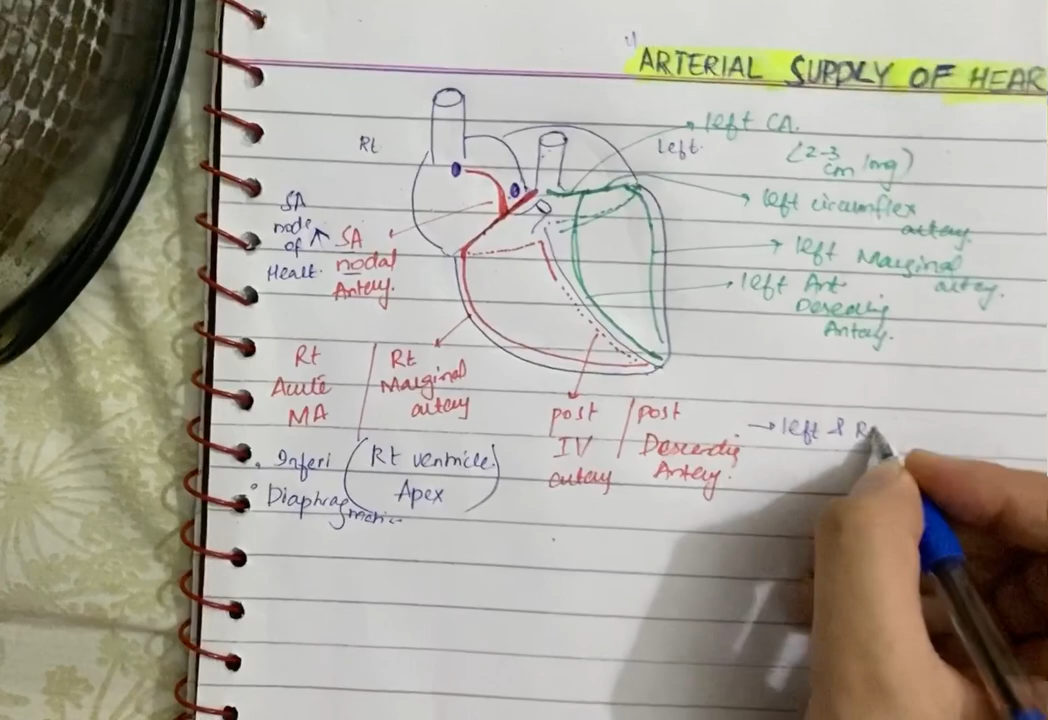 ARTERIAL SUPPLY OF HEAR
left CA.
(2-3
cm long)
Rt
Left.
left circumflex
artery.
SA
node
of
Heart.
SA
nodal
Artery.
left Marginal
artery.
left Ant
Descending
Artery.
Rt
Acute
MA
Rt
Marginal
artery
post
IV
artery
post
Descending
Artery.
left & R
Inferi
Diaphragmatic
(Rt ventricle)
Apex